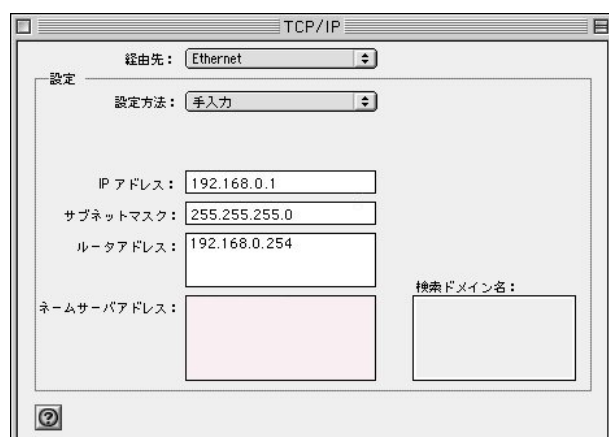 TCP/IP
経由先： Ethernet
設定
設定方法： 手入力
IP アドレス： 192.168.0.1
サブネットマスク： 255.255.255.0
ルータアドレス： 192.168.0.254
検索ドメイン名：
ネームサーバアドレス：
?